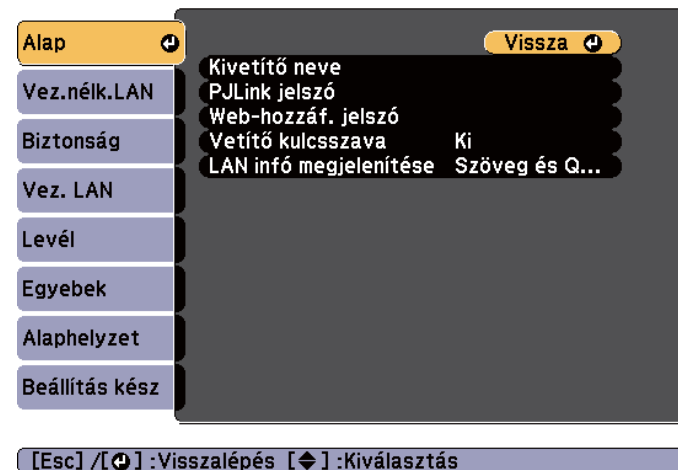 Alap
Vez.nélk.LAN
Biztonság
Vez. LAN
Levél
Egyebek
Alaphelyzet
Beállítás kész
Vissza
Kivetítő neve
PJLink jelszó
Web-hozzáf. jelszó
Vetítő kulcsszava Ki
LAN infó megjelenítése Szöveg és Q...
[Esc] /[⏎] :Visszalépés [◆] :Kiválasztás